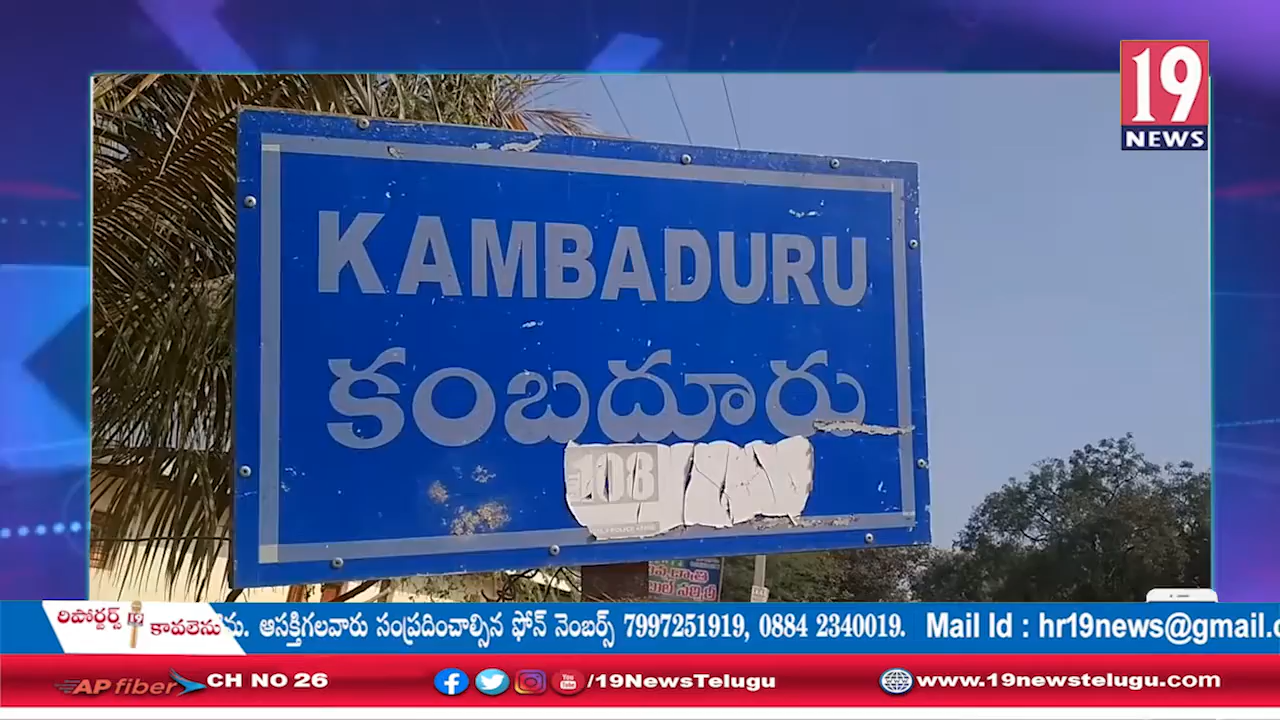 19
NEWS
KAMBADURU
కంబదూరు
108
రిపోర్టర్స్ కావలెను
ను. ఆసక్తిగలవారు సంప్రదించాల్సిన ఫోన్ నెంబర్స్ 7997251919, 0884 2340019. Mail Id : hr19news@gmail.c
AP fiber CH NO 26
/19NewsTelugu
www.19newstelugu.com